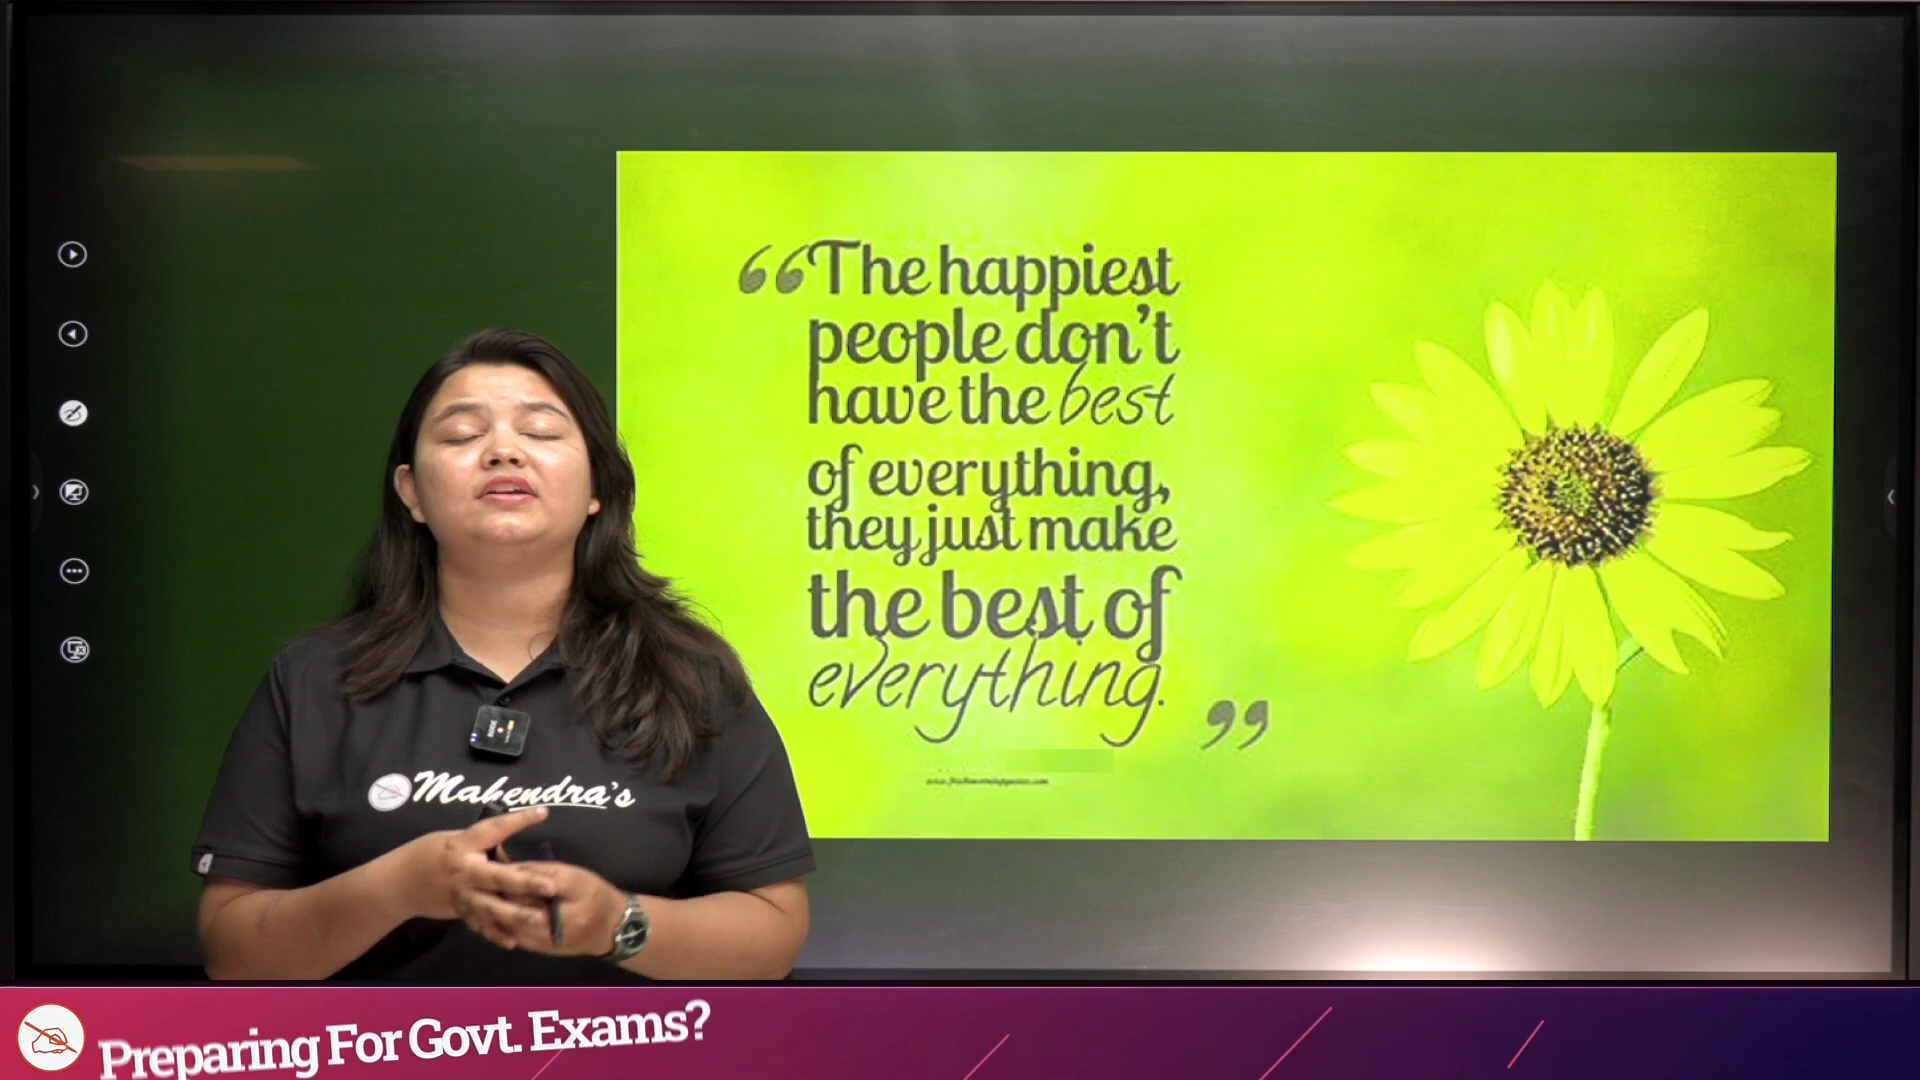 “The happiest
people don't
have the best
of everything,
they just make
the best of
everything.”
Mahendra's
Preparing For Govt. Exams?